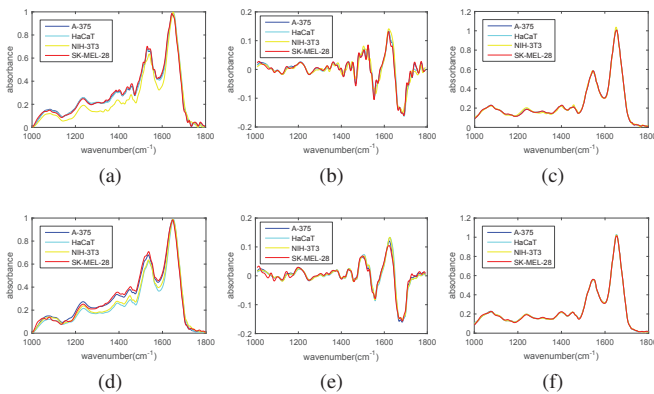 absorbance
1
0.8
0.6
0.4
0.2
0
1000 1200 1400 1600 1800
wavenumber(cm-1)
A-375
HaCaT
NIH-3T3
SK-MEL-28
(a)
absorbance
0.2
0.1
0
-0.1
-0.2
1000 1200 1400 1600 1800
wavenumber(cm-1)
A-375
HaCaT
NIH-3T3
SK-MEL-28
(b)
absorbance
1.2
1
0.8
0.6
0.4
0.2
0
1000 1200 1400 1600 1800
wavenumber(cm-1)
A-375
HaCaT
NIH-3T3
SK-MEL-28
(c)
absorbance
1
0.8
0.6
0.4
0.2
0
1000 1200 1400 1600 1800
wavenumber(cm-1)
A-375
HaCaT
NIH-3T3
SK-MEL-28
(d)
absorbance
0.2
0.1
0
-0.1
-0.2
1000 1200 1400 1600 1800
wavenumber(cm-1)
A-375
HaCaT
NIH-3T3
SK-MEL-28
(e)
absorbance
1.2
1
0.8
0.6
0.4
0.2
0
1000 1200 1400 1600 1800
wavenumber(cm-1)
A-375
HaCaT
NIH-3T3
SK-MEL-28
(f)